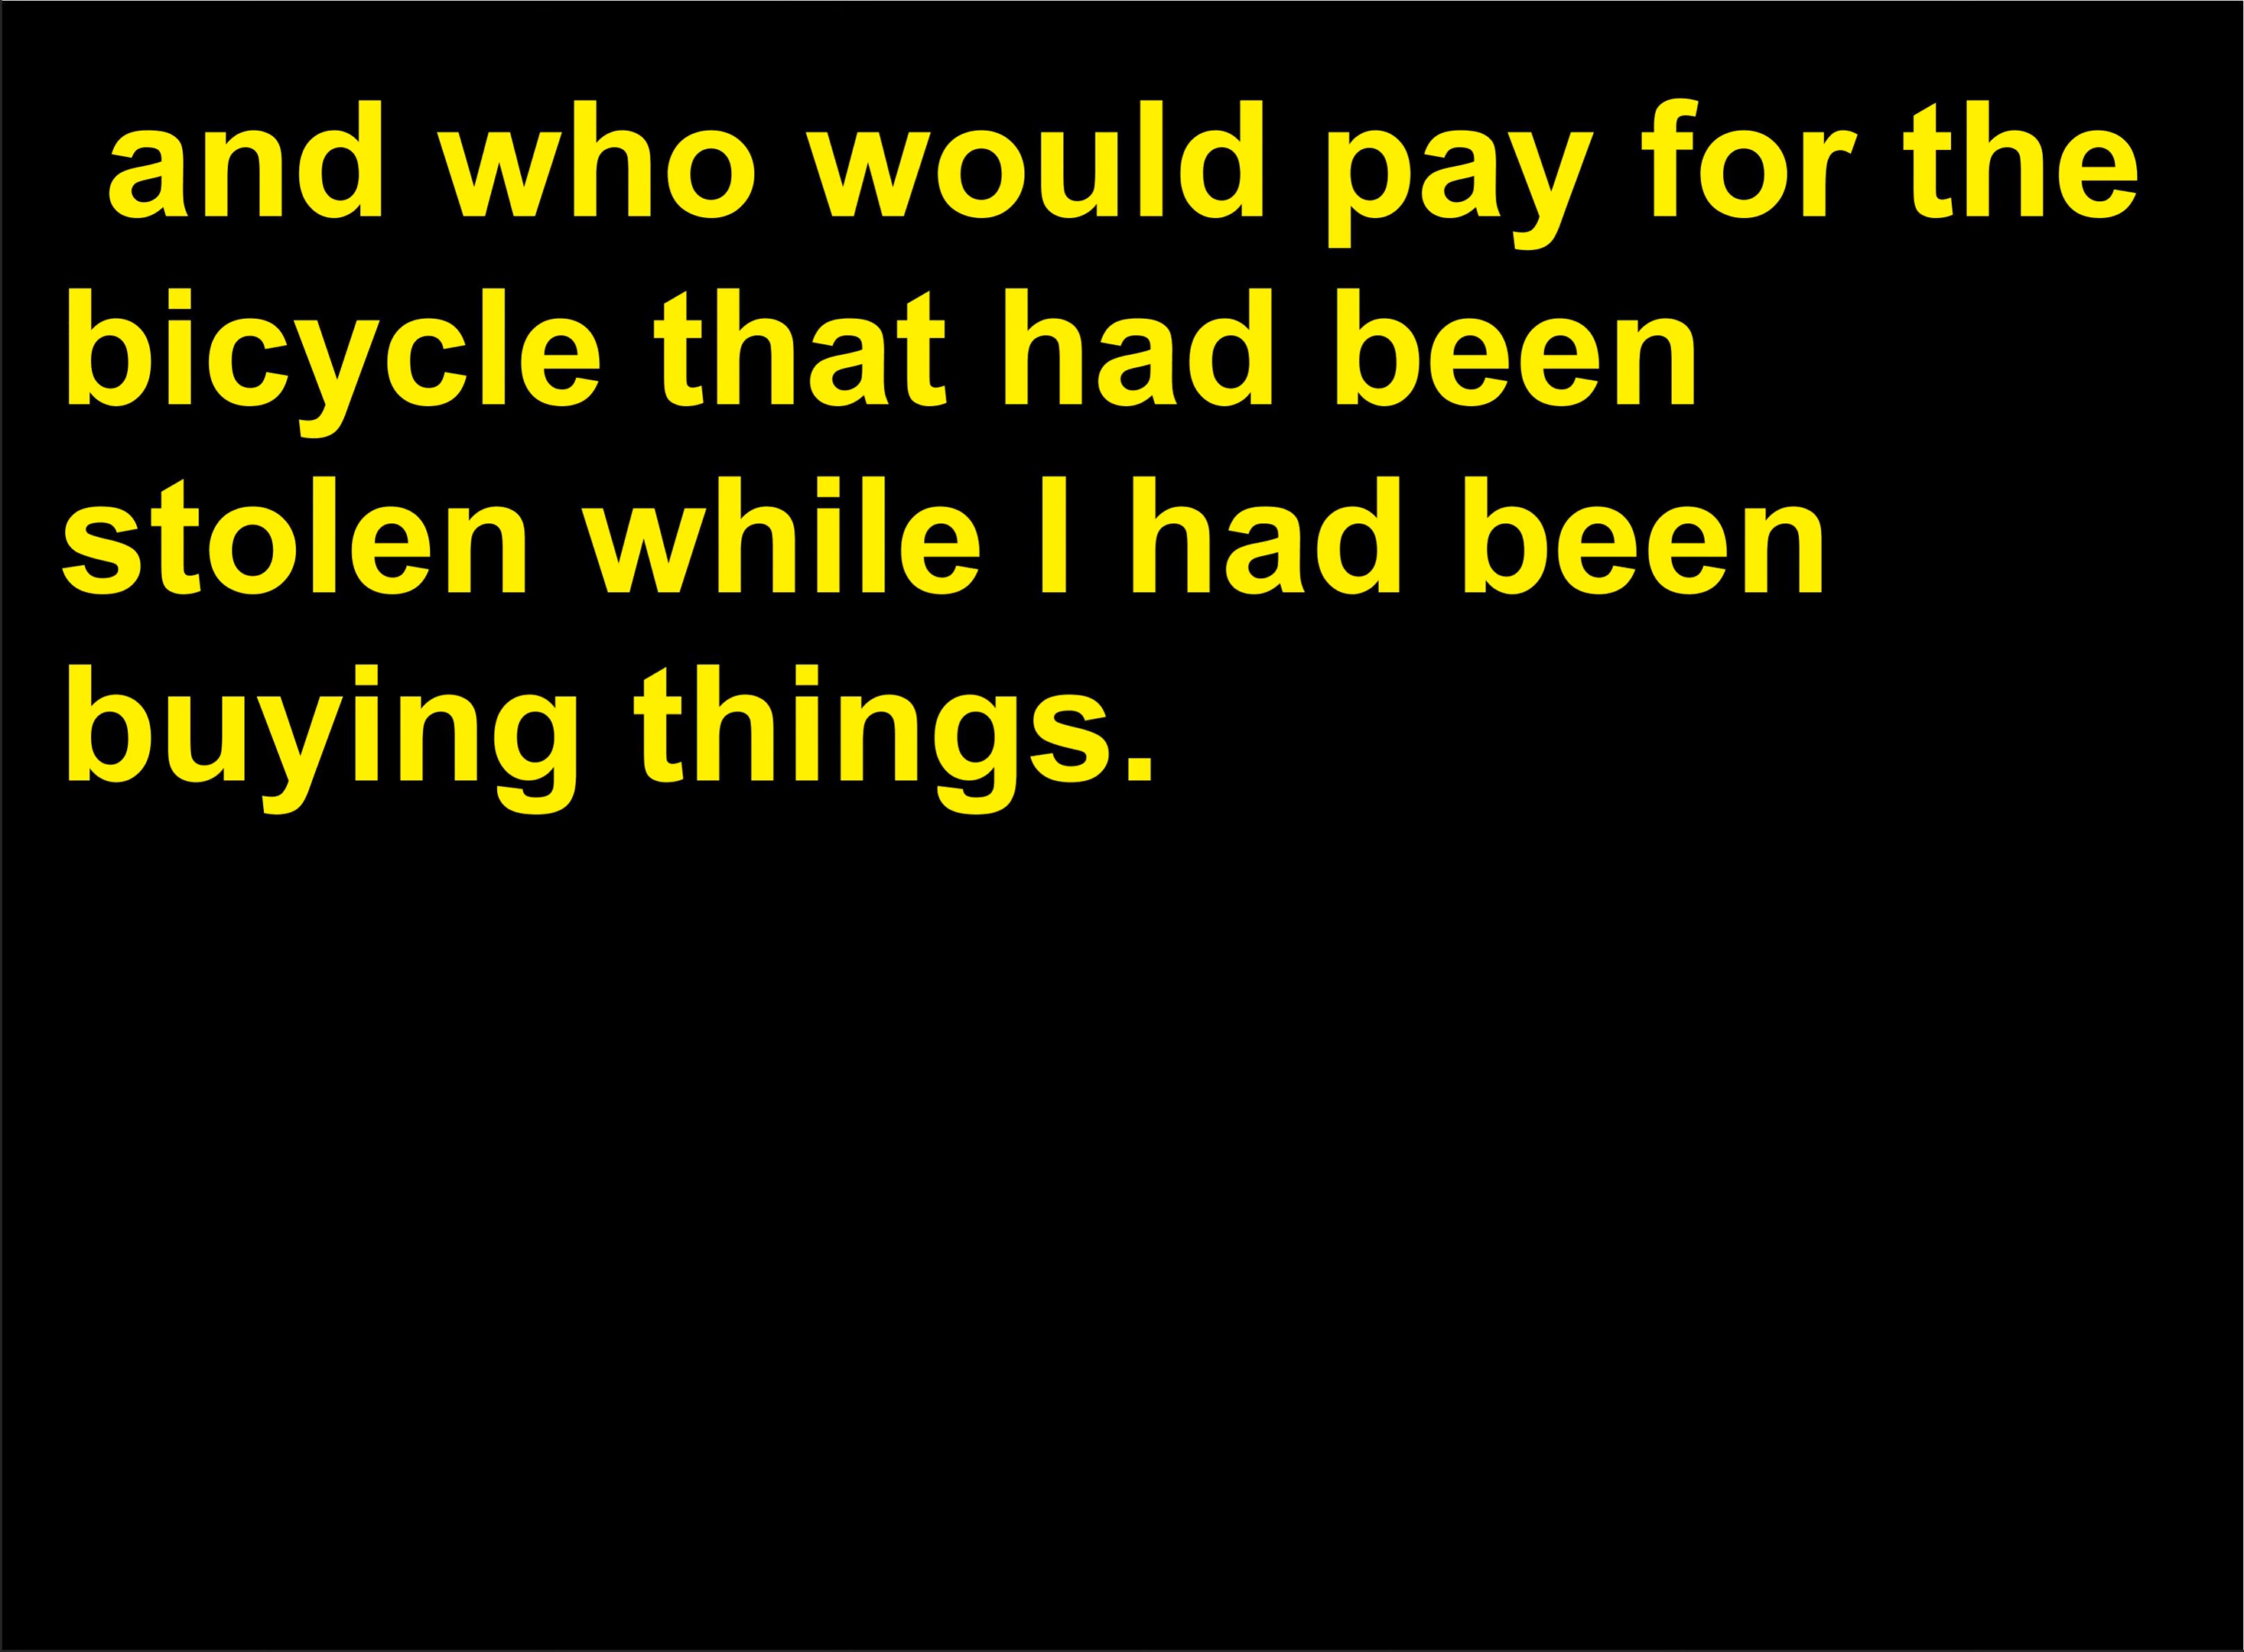 and who would pay for the
bicycle that had been
stolen while I had been
buying things.